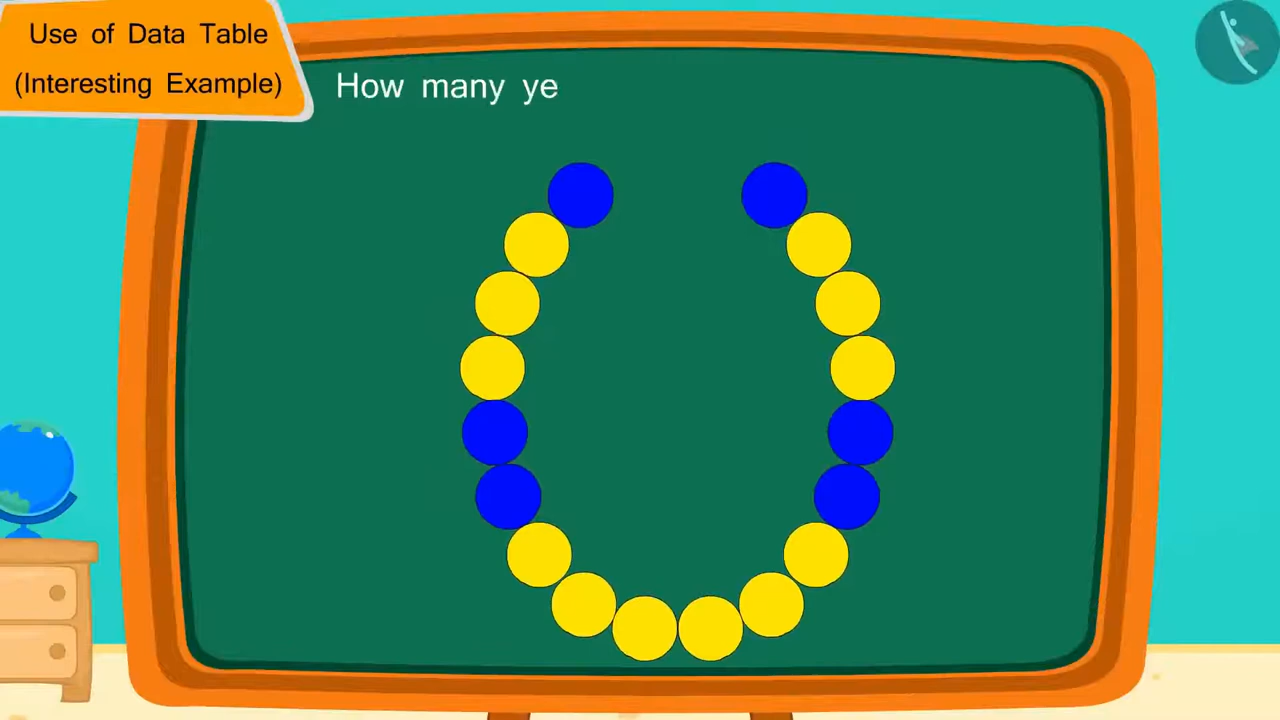 Use of Data Table
(Interesting Example)
How many ye